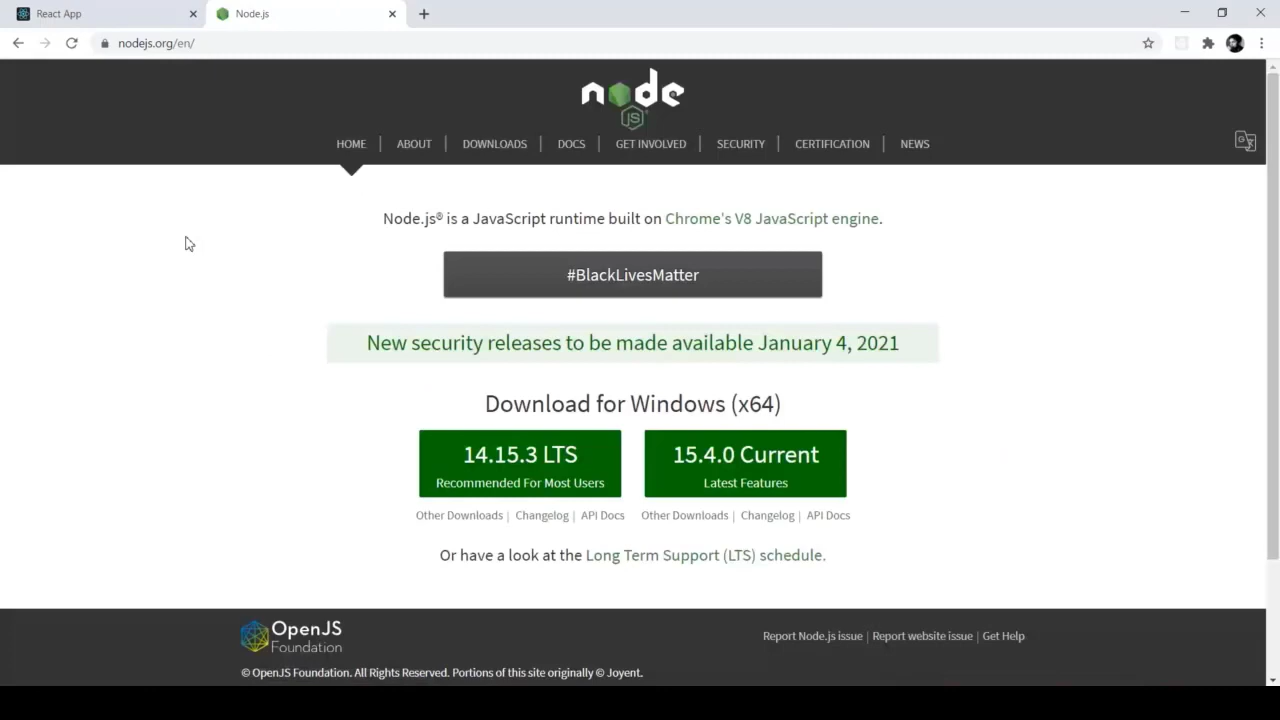 React App
Node.js
nodejs.org/en/
node
JS
HOME | ABOUT | DOWNLOADS | DOCS | GET INVOLVED | SECURITY | CERTIFICATION | NEWS
Node.js® is a JavaScript runtime built on Chrome's V8 JavaScript engine.
#BlackLivesMatter
New security releases to be made available January 4, 2021
Download for Windows (x64)
14.15.3 LTS
Recommended For Most Users
15.4.0 Current
Latest Features
Other Downloads | Changelog | API Docs
Other Downloads | Changelog | API Docs
Or have a look at the Long Term Support (LTS) schedule.
OpenJS
Foundation
Report Node.js issue | Report website issue | Get Help
© OpenJS Foundation. All Rights Reserved. Portions of this site originally © Joyent.